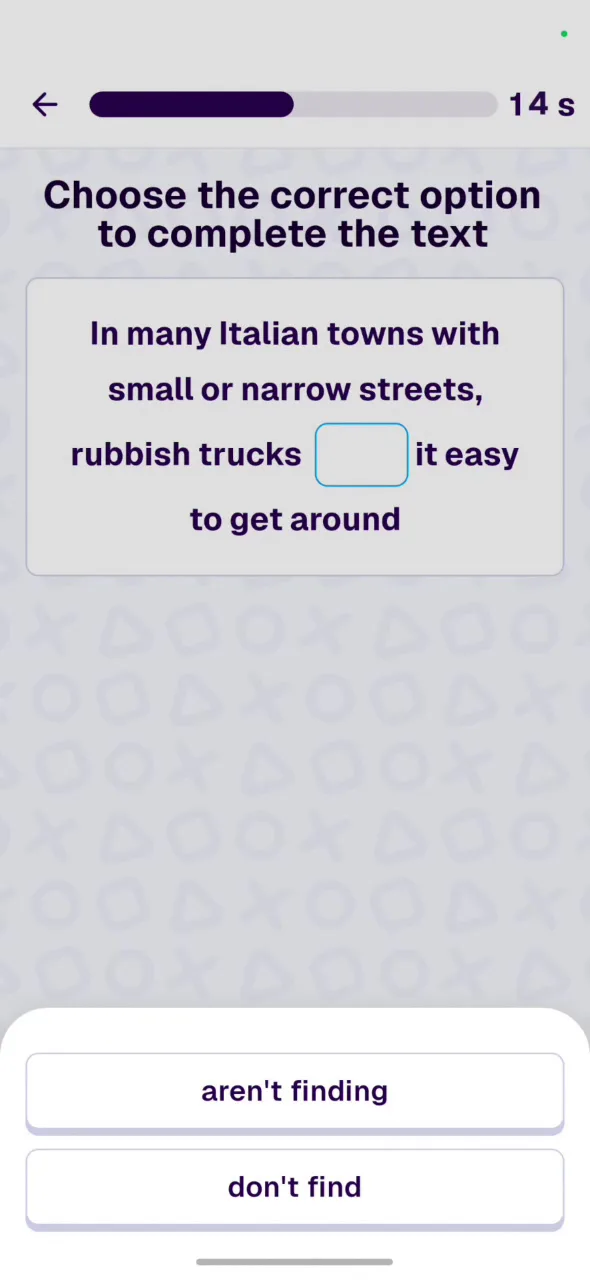 14 s
Choose the correct option
to complete the text
In many Italian towns with
small or narrow streets,
rubbish trucks it easy
to get around
aren't finding
don't find